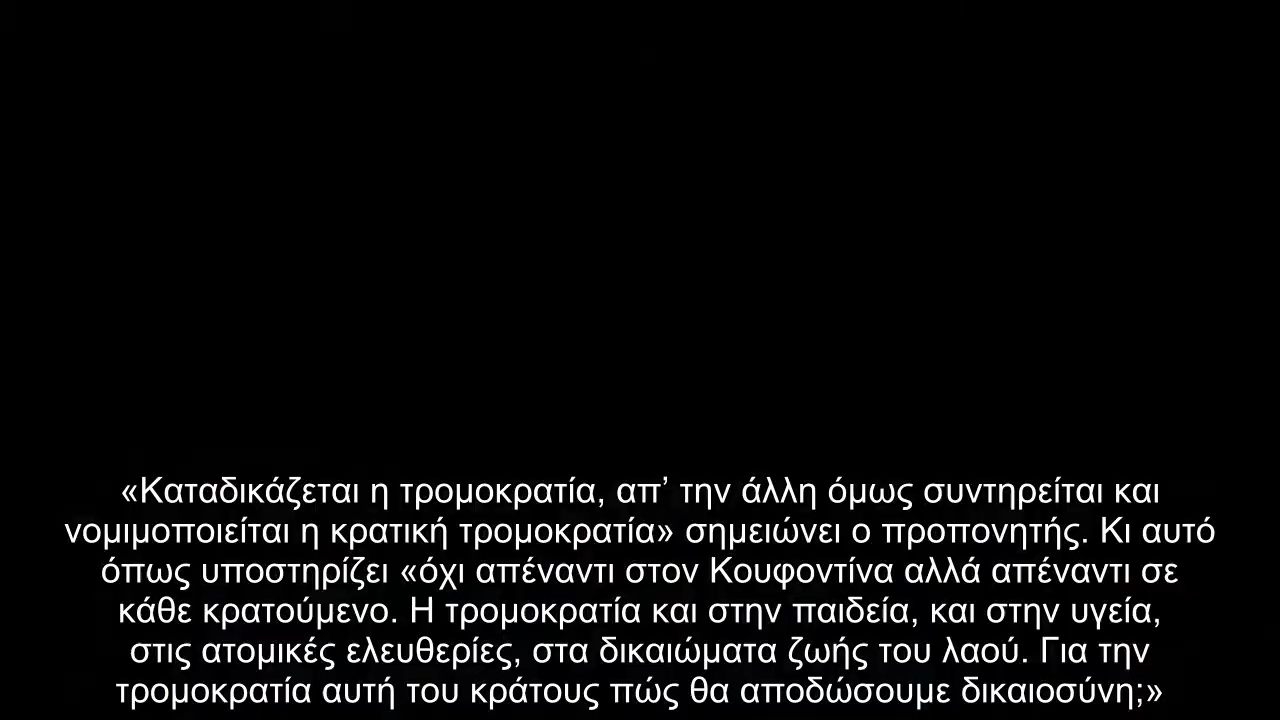 «Καταδικάζεται η τρομοκρατία, απ’ την άλλη όμως συντηρείται και
νομιμοποιείται η κρατική τρομοκρατία» σημειώνει ο προπονητής. Κι αυτό
όπως υποστηρίζει «όχι απέναντι στον Κουφοντίνα αλλά απέναντι σε
κάθε κρατούμενο. Η τρομοκρατία και στην παιδεία, και στην υγεία,
στις ατομικές ελευθερίες, στα δικαιώματα ζωής του λαού. Για την
τρομοκρατία αυτή του κράτους πώς θα αποδώσουμε δικαιοσύνη;»